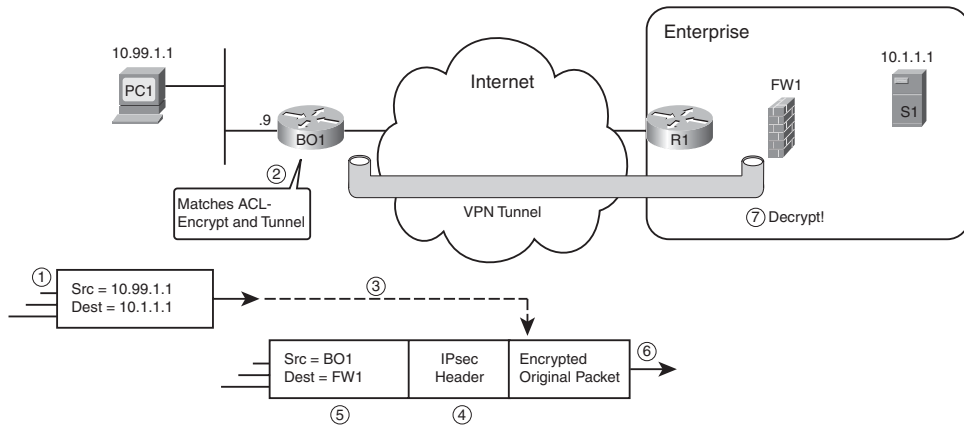 Enterprise
10.99.1.1
10.1.1.1
Internet
FW1
PC1
S1
.9
BO1
R1
②
Matches ACL-
Encrypt and Tunnel
VPN Tunnel
⑦ Decrypt!
①
Src = 10.99.1.1
Dest = 10.1.1.1
③
Src = BO1
Dest = FW1
IPsec
Header
Encrypted
Original Packet
⑥
⑤
④